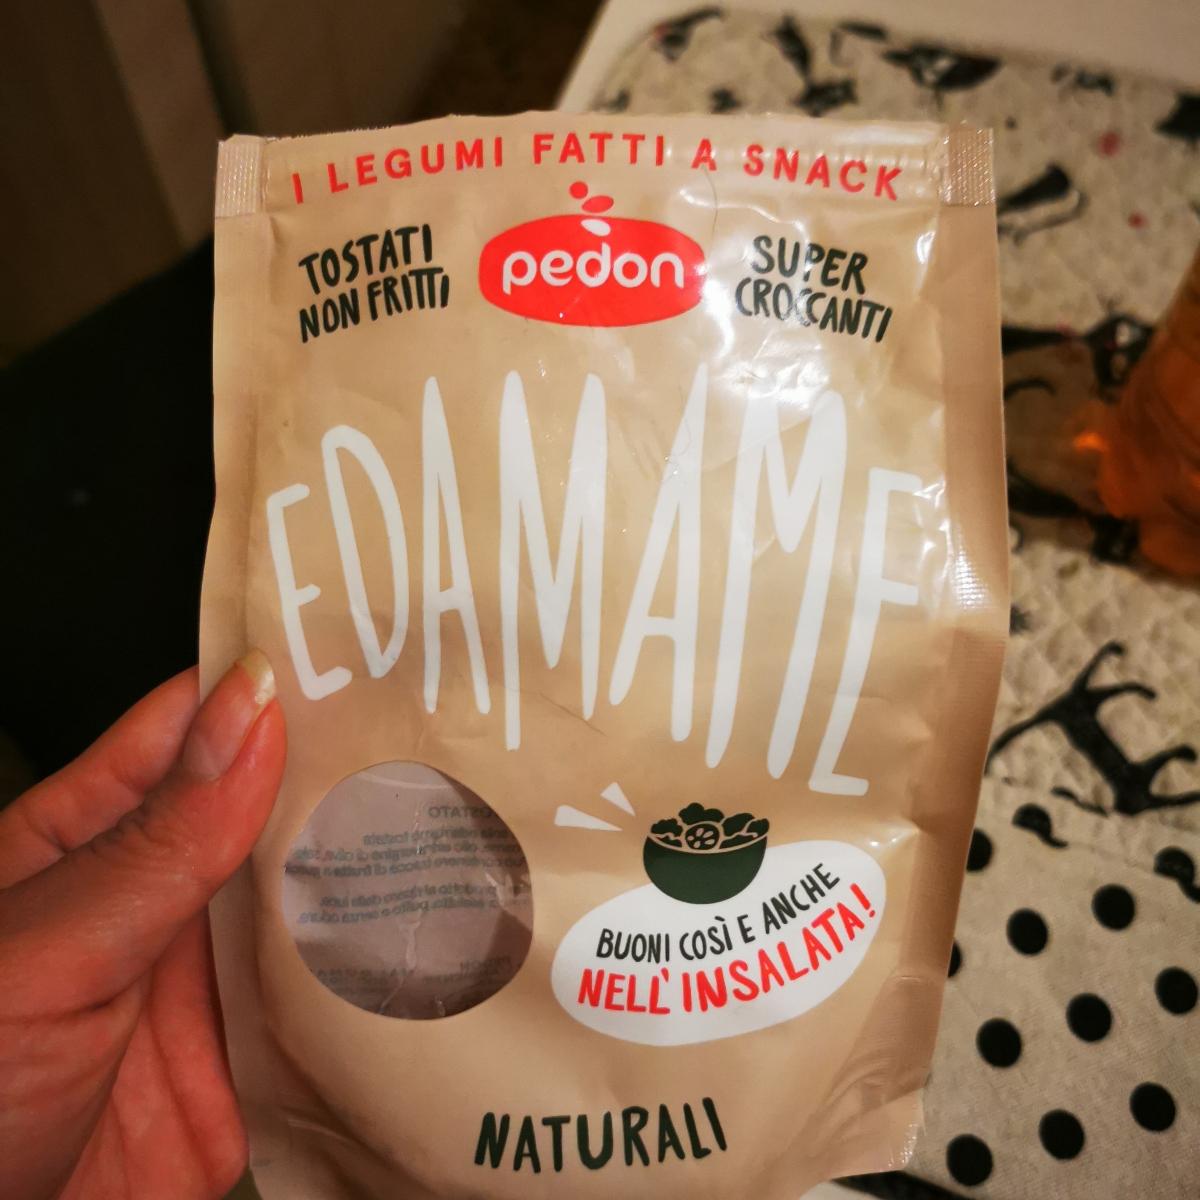 I LEGUMI FATTI A SNACK
TOSTATI
NON FRITTI
pedon
SUPER
CROCCANTI
EDAMAME
BUONI COSÌ E ANCHE
NELL'INSALATA!
NATURALI